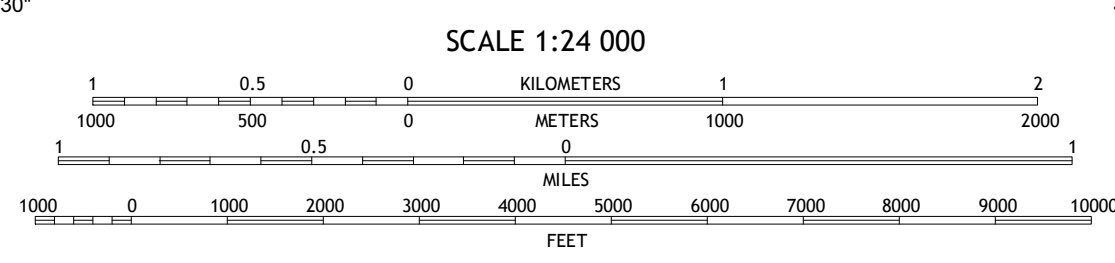 30"
SCALE 1:24 000
1 0.5 0 KILOMETERS 1 2
1000 500 0 METERS 1000 2000
1 0.5 0 1
MILES
1000 0 1000 2000 3000 4000 5000 6000 7000 8000 9000 10000
FEET